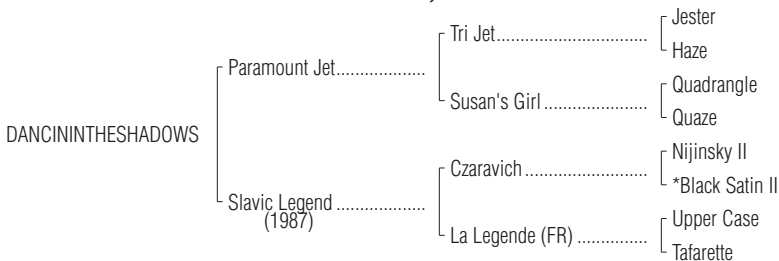 Jester
Tri Jet
Haze
Paramount Jet
Quadrangle
Susan's Girl
Quaze
DANCININTHESHADOWS
Nijinsky II
Czaravich
*Black Satin II
Slavic Legend
(1987)
Upper Case
La Legende (FR)
Tafarette